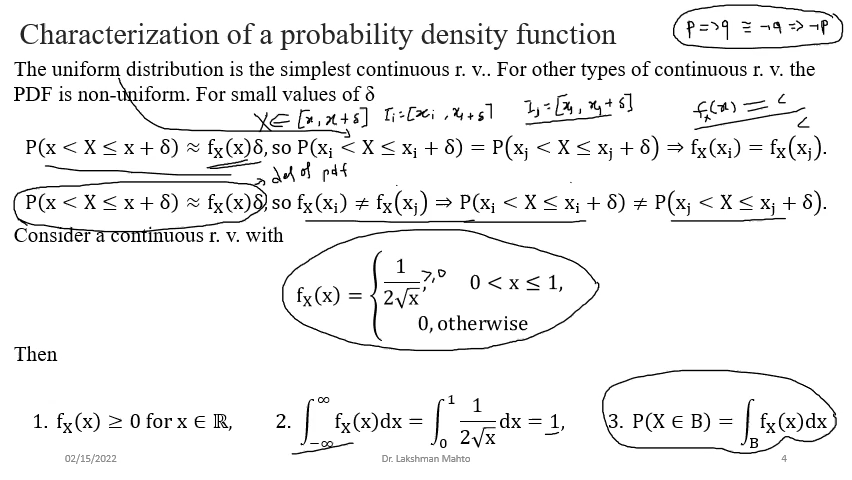 Characterization of a probability density function
p => q ≅ ¬q => ¬p
The uniform distribution is the simplest continuous r. v.. For other types of continuous r. v. the
PDF is non-uniform. For small values of δ
X ∈ [x, x+δ] I_i = [x_i, x_i+δ] I_j = [x_j, x_j+δ] f_X(x) = c
P(x < X ≤ x + δ) ≈ f_X(x)δ, so P(x_i < X ≤ x_i + δ) = P(x_j < X ≤ x_j + δ) ⇒ f_X(x_i) = f_X(x_j).
→ def of pdf
P(x < X ≤ x + δ) ≈ f_X(x)δ, so f_X(x_i) ≠ f_X(x_j) ⇒ P(x_i < X ≤ x_i + δ) ≠ P(x_j < X ≤ x_j + δ).
Consider a continuous r. v. with
f_X(x) = { 1/(2√x), ≥0 0 < x ≤ 1,
0, otherwise
Then
1. f_X(x) ≥ 0 for x ∈ ℝ, 2. ∫_{-∞}^{∞} f_X(x)dx = ∫_0^1 1/(2√x) dx = 1, 3. P(X ∈ B) = ∫_B f_X(x)dx
02/15/2022 Dr. Lakshman Mahto 4